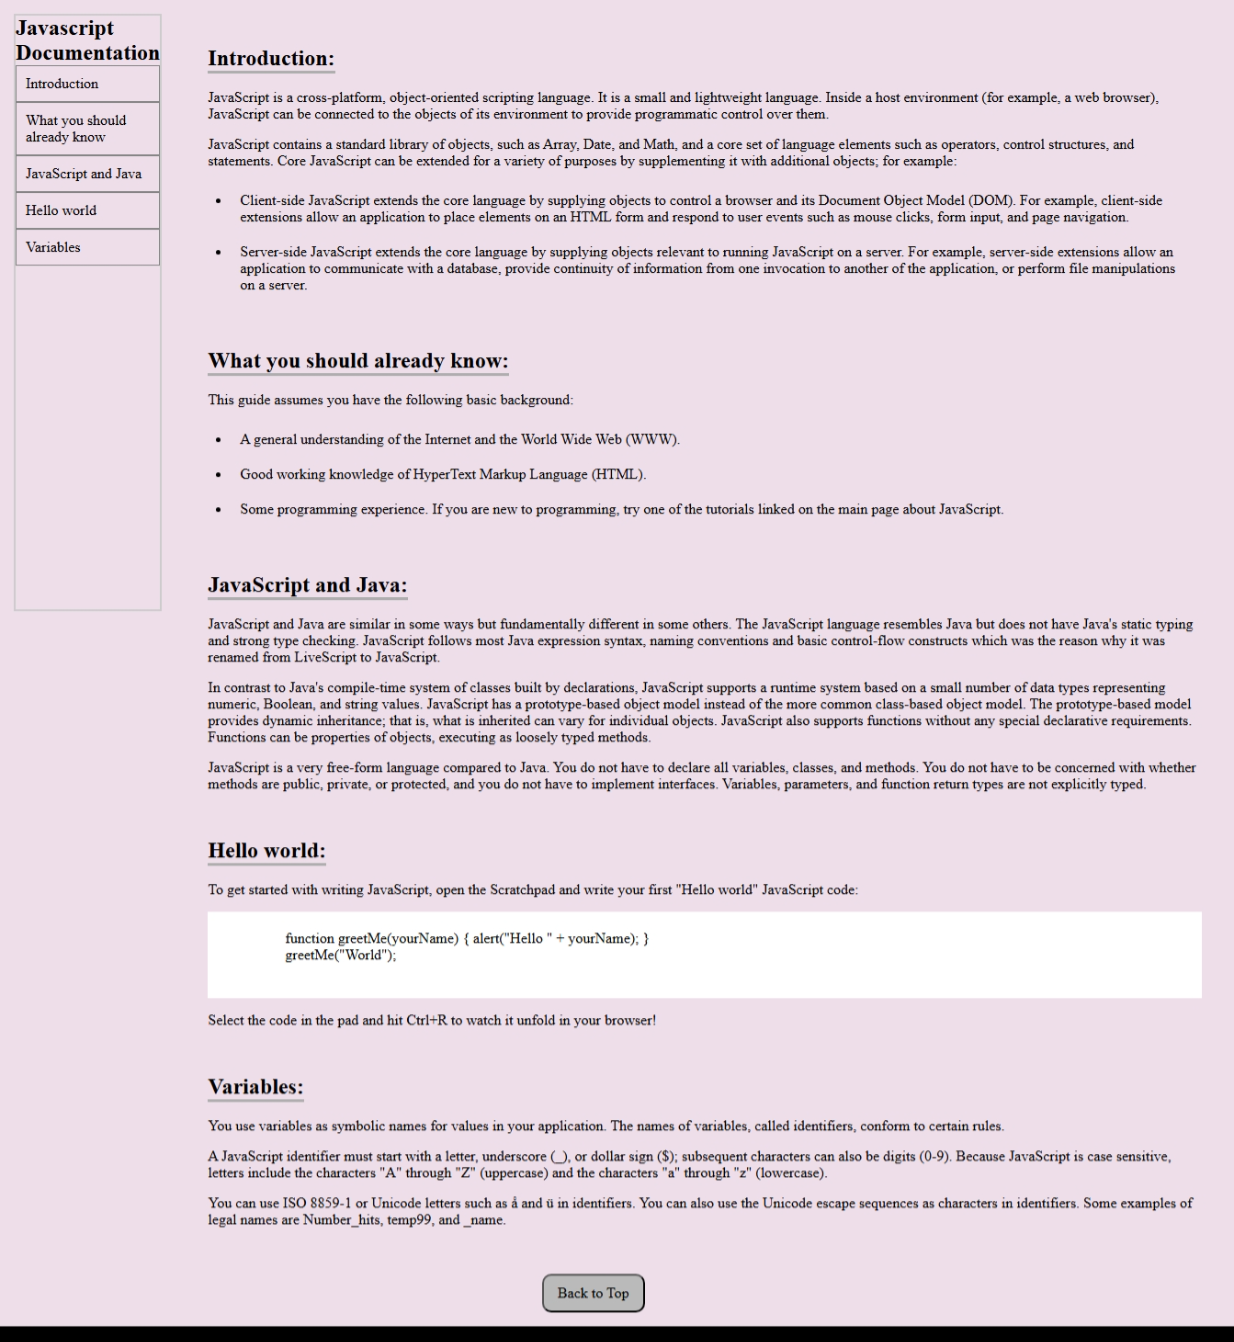 Javascript
Documentation
Introduction
What you should
already know
JavaScript and Java
Hello world
Variables
Introduction:
JavaScript is a cross-platform, object-oriented scripting language. It is a small and lightweight language. Inside a host environment (for example, a web browser),
JavaScript can be connected to the objects of its environment to provide programmatic control over them.
JavaScript contains a standard library of objects, such as Array, Date, and Math, and a core set of language elements such as operators, control structures, and
statements. Core JavaScript can be extended for a variety of purposes by supplementing it with additional objects; for example:
• Client-side JavaScript extends the core language by supplying objects to control a browser and its Document Object Model (DOM). For example, client-side
extensions allow an application to place elements on an HTML form and respond to user events such as mouse clicks, form input, and page navigation.
• Server-side JavaScript extends the core language by supplying objects relevant to running JavaScript on a server. For example, server-side extensions allow an
application to communicate with a database, provide continuity of information from one invocation to another of the application, or perform file manipulations
on a server.
What you should already know:
This guide assumes you have the following basic background:
• A general understanding of the Internet and the World Wide Web (WWW).
• Good working knowledge of HyperText Markup Language (HTML).
• Some programming experience. If you are new to programming, try one of the tutorials linked on the main page about JavaScript.
JavaScript and Java:
JavaScript and Java are similar in some ways but fundamentally different in some others. The JavaScript language resembles Java but does not have Java's static typing
and strong type checking. JavaScript follows most Java expression syntax, naming conventions and basic control-flow constructs which was the reason why it was
renamed from LiveScript to JavaScript.
In contrast to Java's compile-time system of classes built by declarations, JavaScript supports a runtime system based on a small number of data types representing
numeric, Boolean, and string values. JavaScript has a prototype-based object model instead of the more common class-based object model. The prototype-based model
provides dynamic inheritance; that is, what is inherited can vary for individual objects. JavaScript also supports functions without any special declarative requirements.
Functions can be properties of objects, executing as loosely typed methods.
JavaScript is a very free-form language compared to Java. You do not have to declare all variables, classes, and methods. You do not have to be concerned with whether
methods are public, private, or protected, and you do not have to implement interfaces. Variables, parameters, and function return types are not explicitly typed.
Hello world:
To get started with writing JavaScript, open the Scratchpad and write your first "Hello world" JavaScript code:
function greetMe(yourName) { alert("Hello " + yourName); }
greetMe("World");
Select the code in the pad and hit Ctrl+R to watch it unfold in your browser!
Variables:
You use variables as symbolic names for values in your application. The names of variables, called identifiers, conform to certain rules.
A JavaScript identifier must start with a letter, underscore (_), or dollar sign ($); subsequent characters can also be digits (0-9). Because JavaScript is case sensitive,
letters include the characters "A" through "Z" (uppercase) and the characters "a" through "z" (lowercase).
You can use ISO 8859-1 or Unicode letters such as å and ü in identifiers. You can also use the Unicode escape sequences as characters in identifiers. Some examples of
legal names are Number_hits, temp99, and _name.
Back to Top